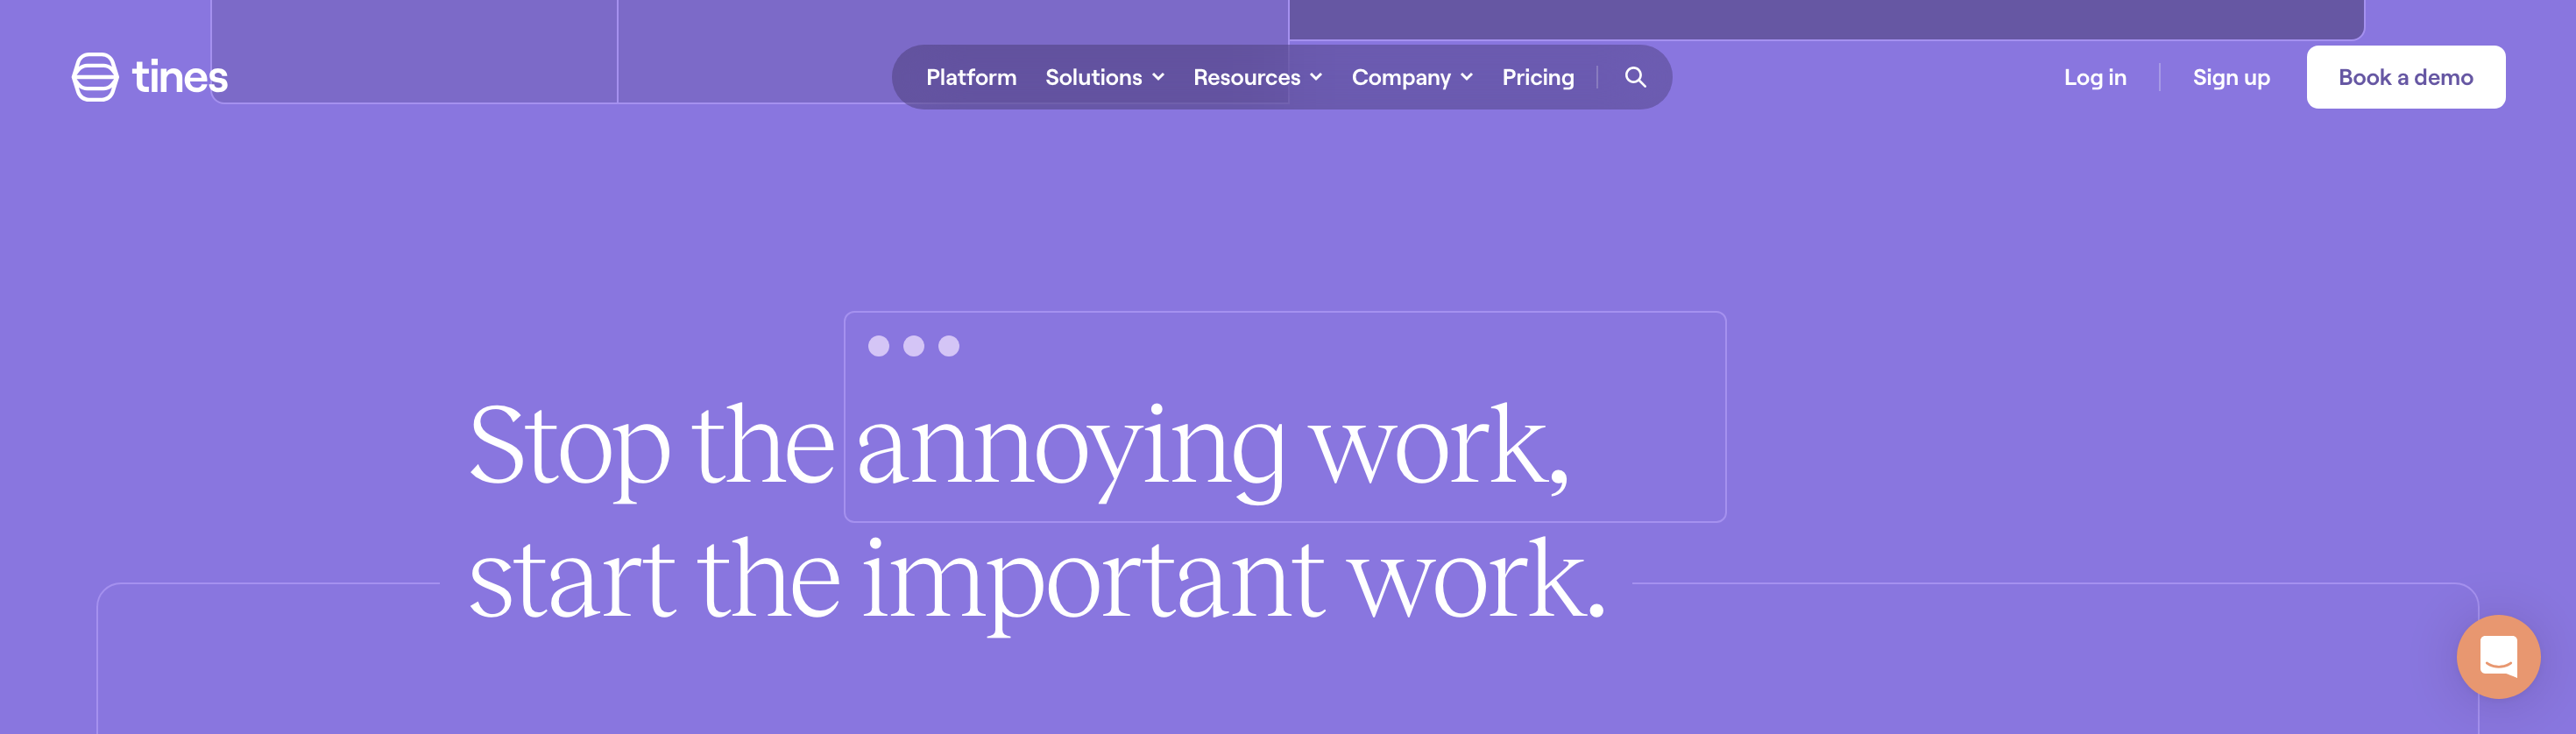 tines
Platform Solutions Resources Company Pricing
Log in Sign up Book a demo
Stop the annoying work,
start the important work.